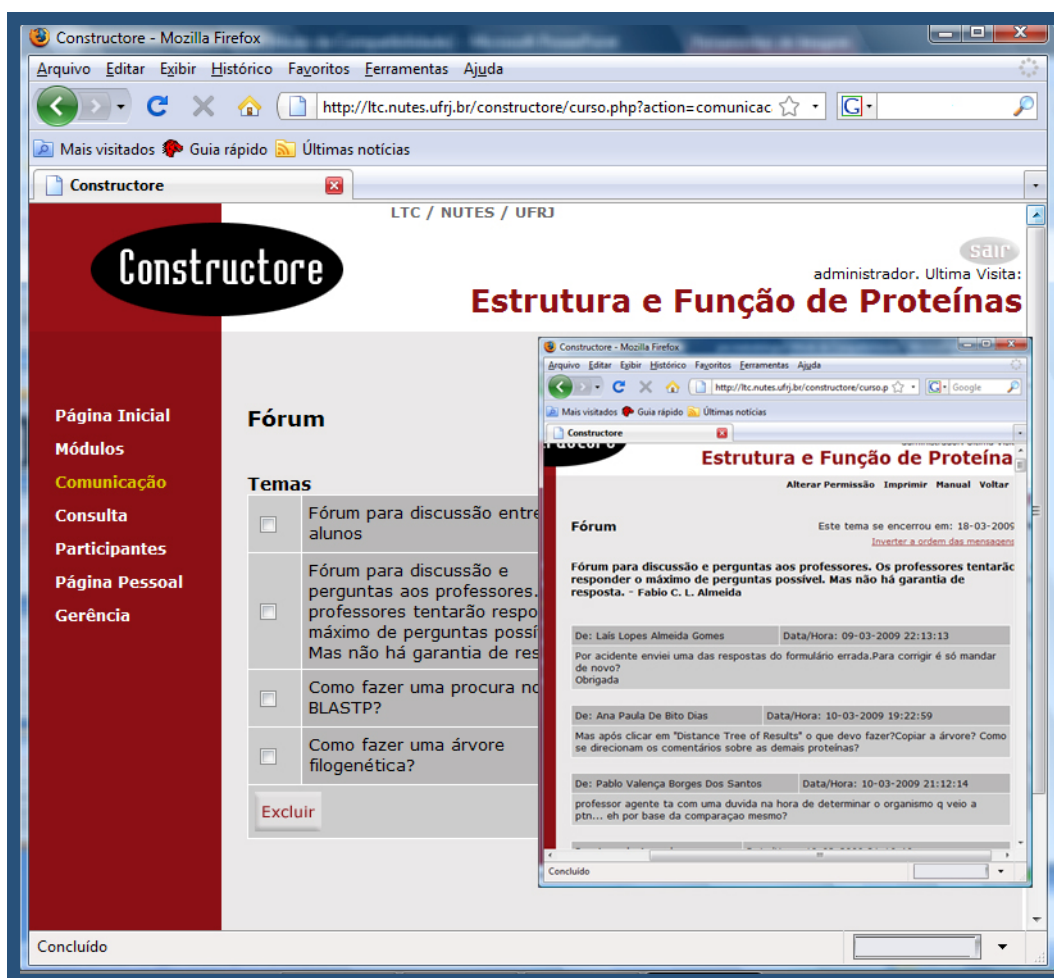 Constructore - Mozilla Firefox
Arquivo Editar Exibir Histórico Favoritos Ferramentas Ajuda
http://ltc.nutes.ufrj.br/constructore/curso.php?action=comunicac
G
Mais visitados Guia rápido Últimas notícias
Constructore
LTC / NUTES / UFRJ
Constructore
sair
administrador. Ultima Visita:
Estrutura e Função de Proteínas
Página Inicial
Módulos
Comunicação
Consulta
Participantes
Página Pessoal
Gerência
Fórum
Temas
Fórum para discussão entre
alunos
Fórum para discussão e
perguntas aos professores.
professores tentarão respo
máximo de perguntas possí
Mas não há garantia de res
Como fazer uma procura no
BLASTP?
Como fazer uma árvore
filogenética?
Excluir
Constructore - Mozilla Firefox
Arquivo Editar Exibir Histórico Favoritos Ferramentas Ajuda
http://ltc.nutes.ufrj.br/constructore/curso.p
G Google
Mais visitados Guia rápido Últimas notícias
Constructore
Estrutura e Função de Proteína
Alterar Permissão Imprimir Manual Voltar
Fórum
Este tema se encerrou em: 18-03-2009
Inverter a ordem das mensagens
Fórum para discussão e perguntas aos professores. Os professores tentarão
responder o máximo de perguntas possível. Mas não há garantia de
resposta. - Fabio C. L. Almeida
De: Laís Lopes Almeida Gomes Data/Hora: 09-03-2009 22:13:13
Por acidente enviei uma das respostas do formulário errada.Para corrigir é só mandar
de novo?
Obrigada
De: Ana Paula De Bito Dias Data/Hora: 10-03-2009 19:22:59
Mas após clicar em "Distance Tree of Results" o que devo fazer?Copiar a árvore? Como
se direcionam os comentários sobre as demais proteínas?
De: Pablo Valença Borges Dos Santos Data/Hora: 10-03-2009 21:12:14
professor agente ta com uma duvida na hora de determinar o organismo q veio a
ptn... eh por base da comparaçao mesmo?
Concluído
Concluído